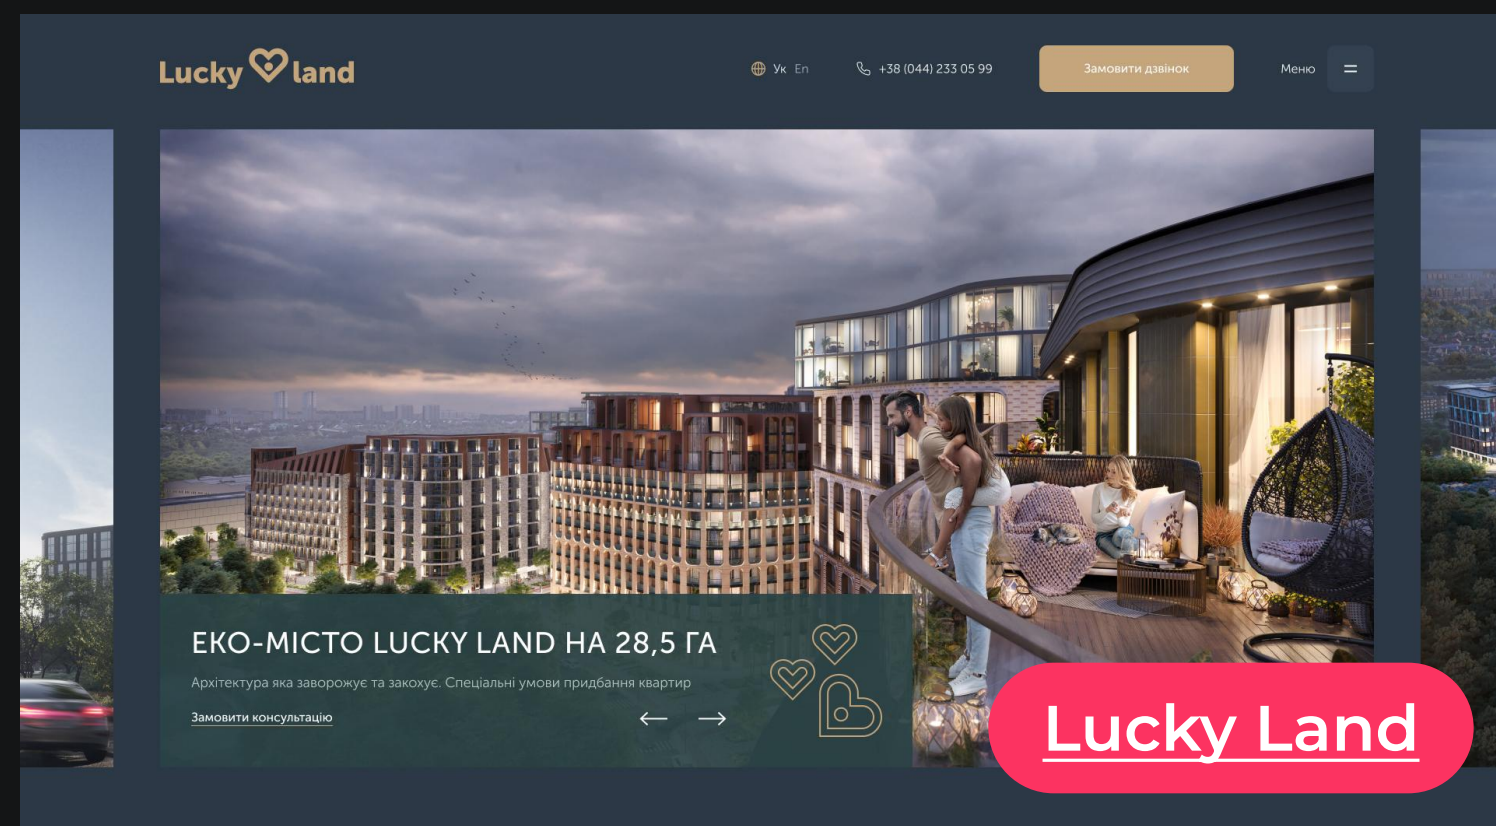 Lucky land
Ук En
+38 (044) 233 05 99
Замовити дзвінок
Меню
ЕКО-МІСТО LUCKY LAND НА 28,5 ГА
Архітектура яка заворожує та закохує. Спеціальні умови придбання квартир
Замовити консультацію
Lucky Land